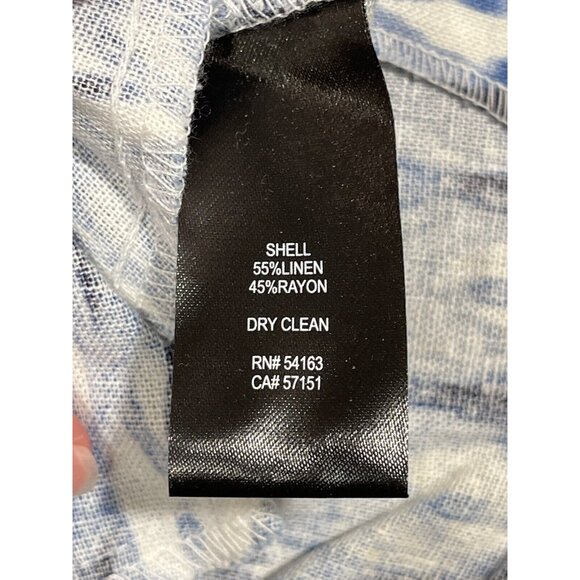 SHELL
55%LINEN
45%RAYON
DRY CLEAN
RN# 54163
CA# 57151